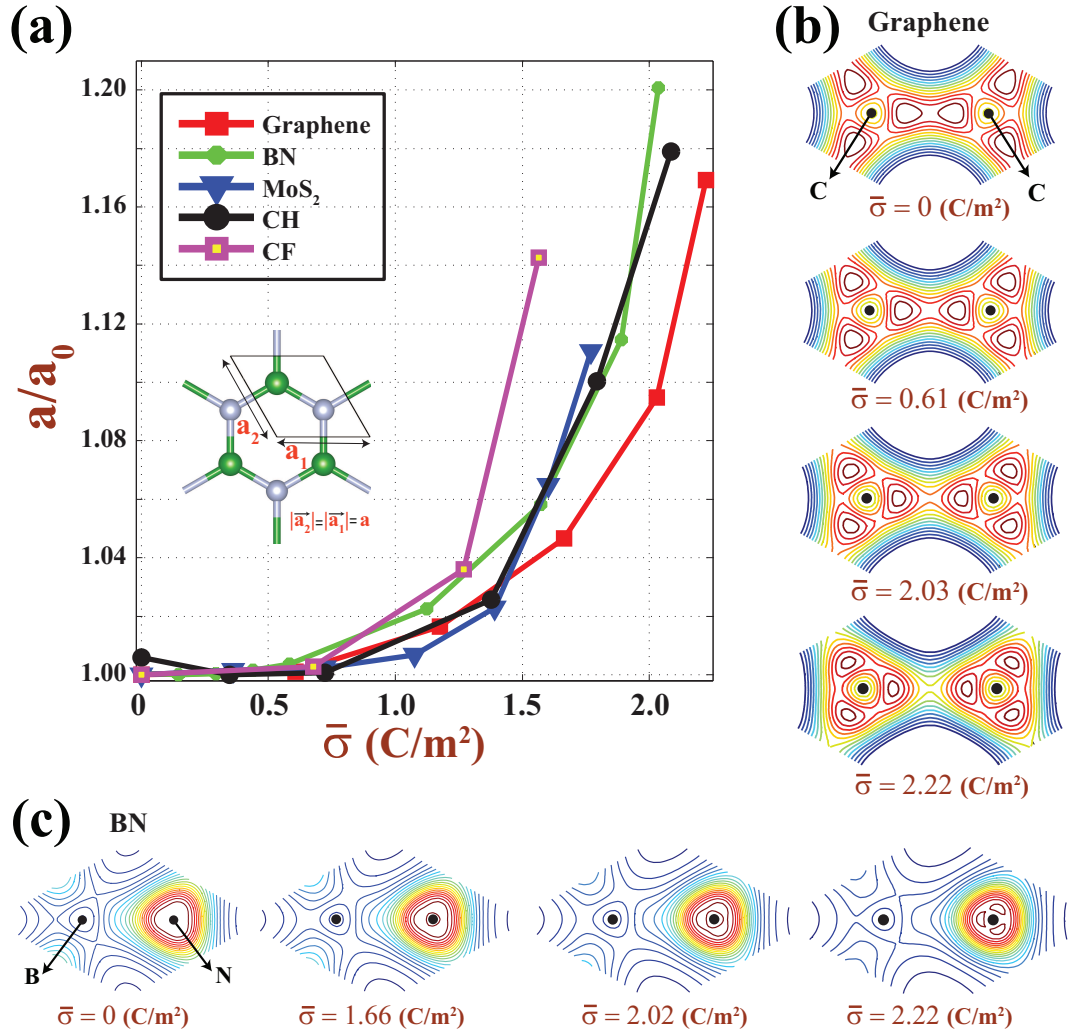 (a)
a/a₀
1.20
1.16
1.12
1.08
1.04
1.00
Graphene
BN
MoS₂
CH
CF
a₂
a₁
|a₂|=|a₁|= a
0
0.5
1.0
1.5
2.0
σ̄ (C/m²)
(b)
Graphene
C
C
σ̄ = 0 (C/m²)
σ̄ = 0.61 (C/m²)
σ̄ = 2.03 (C/m²)
σ̄ = 2.22 (C/m²)
(c)
BN
B
N
σ̄ = 0 (C/m²)
σ̄ = 1.66 (C/m²)
σ̄ = 2.02 (C/m²)
σ̄ = 2.22 (C/m²)